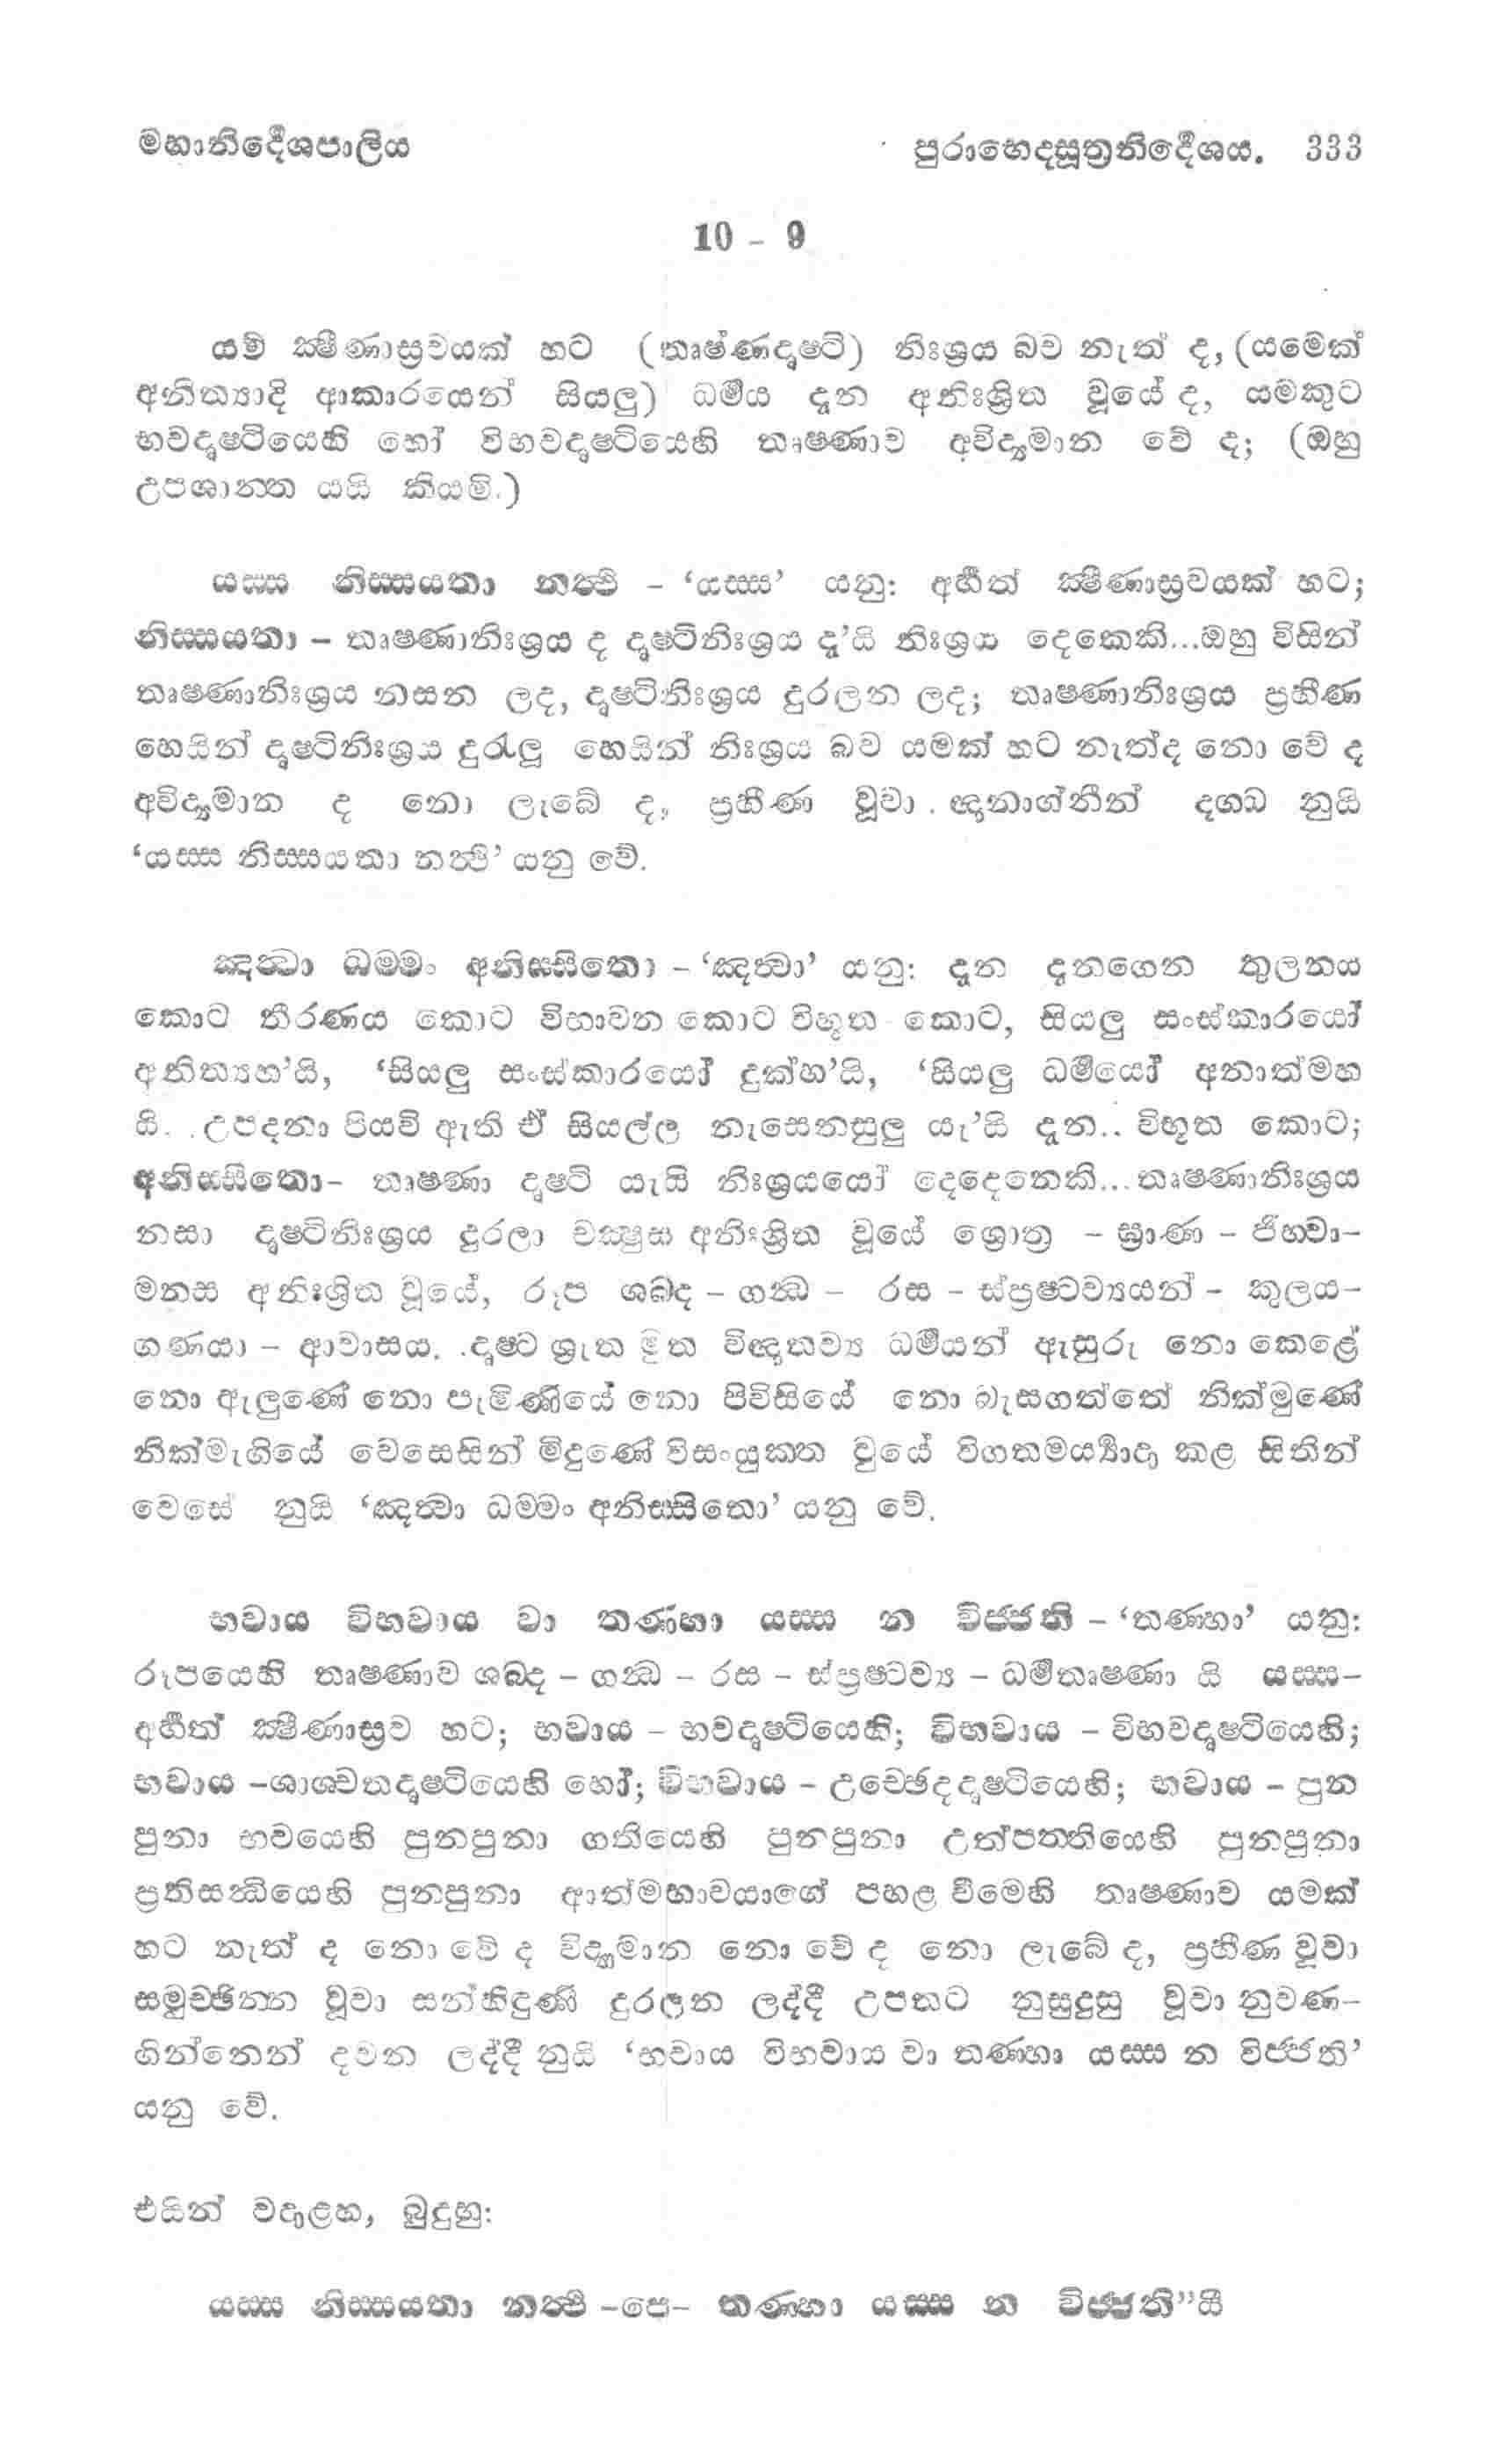 මහානිර්දේශපාලිය පුරාභෙදසූත්‍රනිර්දේශය. 333
10 - 9
යම් ක්‍ෂීණාස්‍රවයක් හට (තෘෂ්ණාදෘෂ්ටි) නිඃශ්‍රය බව නැත් ද, (යමෙක්
අනිත්‍යාදි ආකාරයෙන් සියලු) ධර්‍මය දැන අනිඃශ්‍රිත වූයේ ද, යමකුට
භවදෘෂ්ටියෙහි හෝ විභවදෘෂ්ටියෙහි තෘෂ්ණාව අවිද්‍යමාන වේ ද; (ඔහු
උපශාන්ත යයි කියමි.)
යස්ස නිස්සයතා නත්‍ථි – ‘යස්ස’ යනු: අර්‍හත් ක්‍ෂීණාස්‍රවයක් හට;
නිස්සයතා – තෘෂ්ණානිඃශ්‍රය ද දෘෂ්ටිනිඃශ්‍රය ද’යි නිඃශ්‍රය දෙකෙකි...ඔහු විසින්
තෘෂ්ණානිඃශ්‍රය නසන ලද, දෘෂ්ටිනිඃශ්‍රය දුරලන ලද; තෘෂ්ණානිඃශ්‍රය ප්‍රහීණ
හෙයින් දෘෂ්ටිනිඃශ්‍රය දුරැලූ හෙයින් නිඃශ්‍රය බව යමක් හට නැත්ද නො වේ ද
අවිද්‍යමාන ද නො ලැබේ ද, ප්‍රහීණ වූවා . ඥානාග්නීන් දග්ධ නුයි
‘යස්ස නිස්සයතා නත්‍ථි’ යනු වේ.
ඤත්‍වා ධම්මං අනිස්සිතො – ‘ඤත්‍වා’ යනු: දැන දැනගෙන තුලනය
කොට තීරණය කොට විභාවන කොට විභූත කොට, සියලු සංස්කාරයෝ
අනිත්‍යහ’යි, ‘සියලු සංස්කාරයෝ දුක්හ’යි, ‘සියලු ධර්‍මයෝ අනාත්මහ
යි. .උපදනා පියවි ඇති ඒ සියල්ල නැසෙනසුලු යැ’යි දැන.. විභූත කොට;
අනිස්සිතො– තෘෂ්ණා දෘෂ්ටි යැයි නිඃශ්‍රයයෝ දෙදෙනෙකි...තෘෂ්ණානිඃශ්‍රය
නසා දෘෂ්ටිනිඃශ්‍රය දුරලා චක්‍ෂුස අනිඃශ්‍රිත වූයේ ශ්‍රොත්‍ර – ඝ්‍රාණ – ජිහ්වා–
මනස අනිඃශ්‍රිත වූයේ, රූප ශබ්ද – ගන්‍ධ – රස – ස්ප්‍රෂ්ටව්‍යයන් – කුලය–
ගණයා – ආවාසය. .දෘෂ්ට ශ්‍රැත මුත විඥාතව්‍ය ධර්‍මයන් ඇසුරු නො කෙළේ
නො ඇලුණේ නො පැමිණියේ නො පිවිසියේ නො බැසගත්තේ නික්මුණේ
නික්මැගියේ වෙසෙසින් මිදුණේ විසංයුක්ත වූයේ විගතමර්‍ය්‍යාදා කළ සිතින්
වෙසේ නුයි ‘ඤත්‍වා ධම්මං අනිස්සිතො’ යනු වේ.
භවාය විභවාය වා තණ්හා යස්ස න විජ්ජති – ‘තණ්හා’ යනු:
රූපයෙහි තෘෂ්ණාව ශබ්ද – ගන්‍ධ – රස – ස්ප්‍රෂ්ටව්‍ය – ධර්‍මතෘෂ්ණා යි යස්ස–
අර්‍හත් ක්‍ෂීණාස්‍රව හට; භවාය – භවදෘෂ්ටියෙහි; විභවාය – විභවදෘෂ්ටියෙහි;
භවාය –ශාශ්වතදෘෂ්ටියෙහි හෝ; විභවාය – උච්ඡෙදදෘෂ්ටියෙහි; භවාය – පුන
පුනා භවයෙහි පුනපුනා ගතියෙහි පුනපුනා උත්පත්තියෙහි පුනපුනා
ප්‍රතිසන්‍ධියෙහි පුනපුනා ආත්මභාවයාගේ පහළ වීමෙහි තෘෂ්ණාව යමක්
හට නැත් ද නො වේ ද විද්‍යමාන නො වේ ද නො ලැබේ ද, ප්‍රහීණ වූවා
සමුච්ඡින්න වූවා සන්හිඳුණී දුරලන ලද්දී උපතට නුසුදුසු වූවා නුවණ–
ගින්නෙන් දවන ලද්දී නුයි ‘භවාය විභවාය වා තණ්හා යස්ස න විජ්ජති’
යනු වේ.
එයින් වදාළහ, බුදුහු:
යස්ස නිස්සයතා නත්‍ථි –පෙ– තණ්හා යස්ස න විජ්ජති”යි